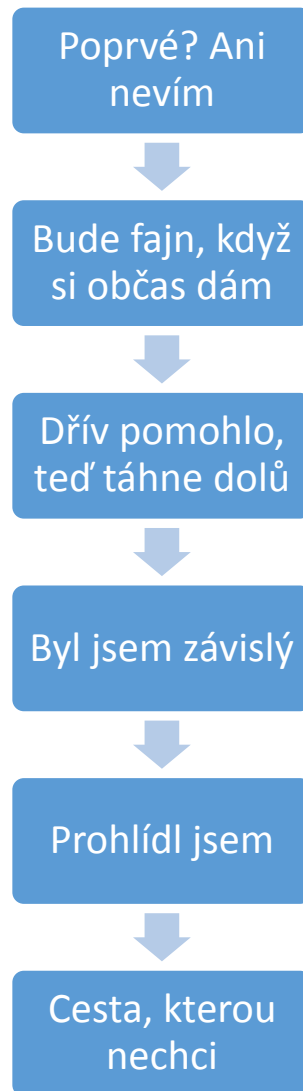 Poprvé? Ani
nevím
Bude fajn, když
si občas dám
Dřív pomohlo,
teď táhne dolů
Byl jsem závislý
Prohlídl jsem
Cesta, kterou
nechci